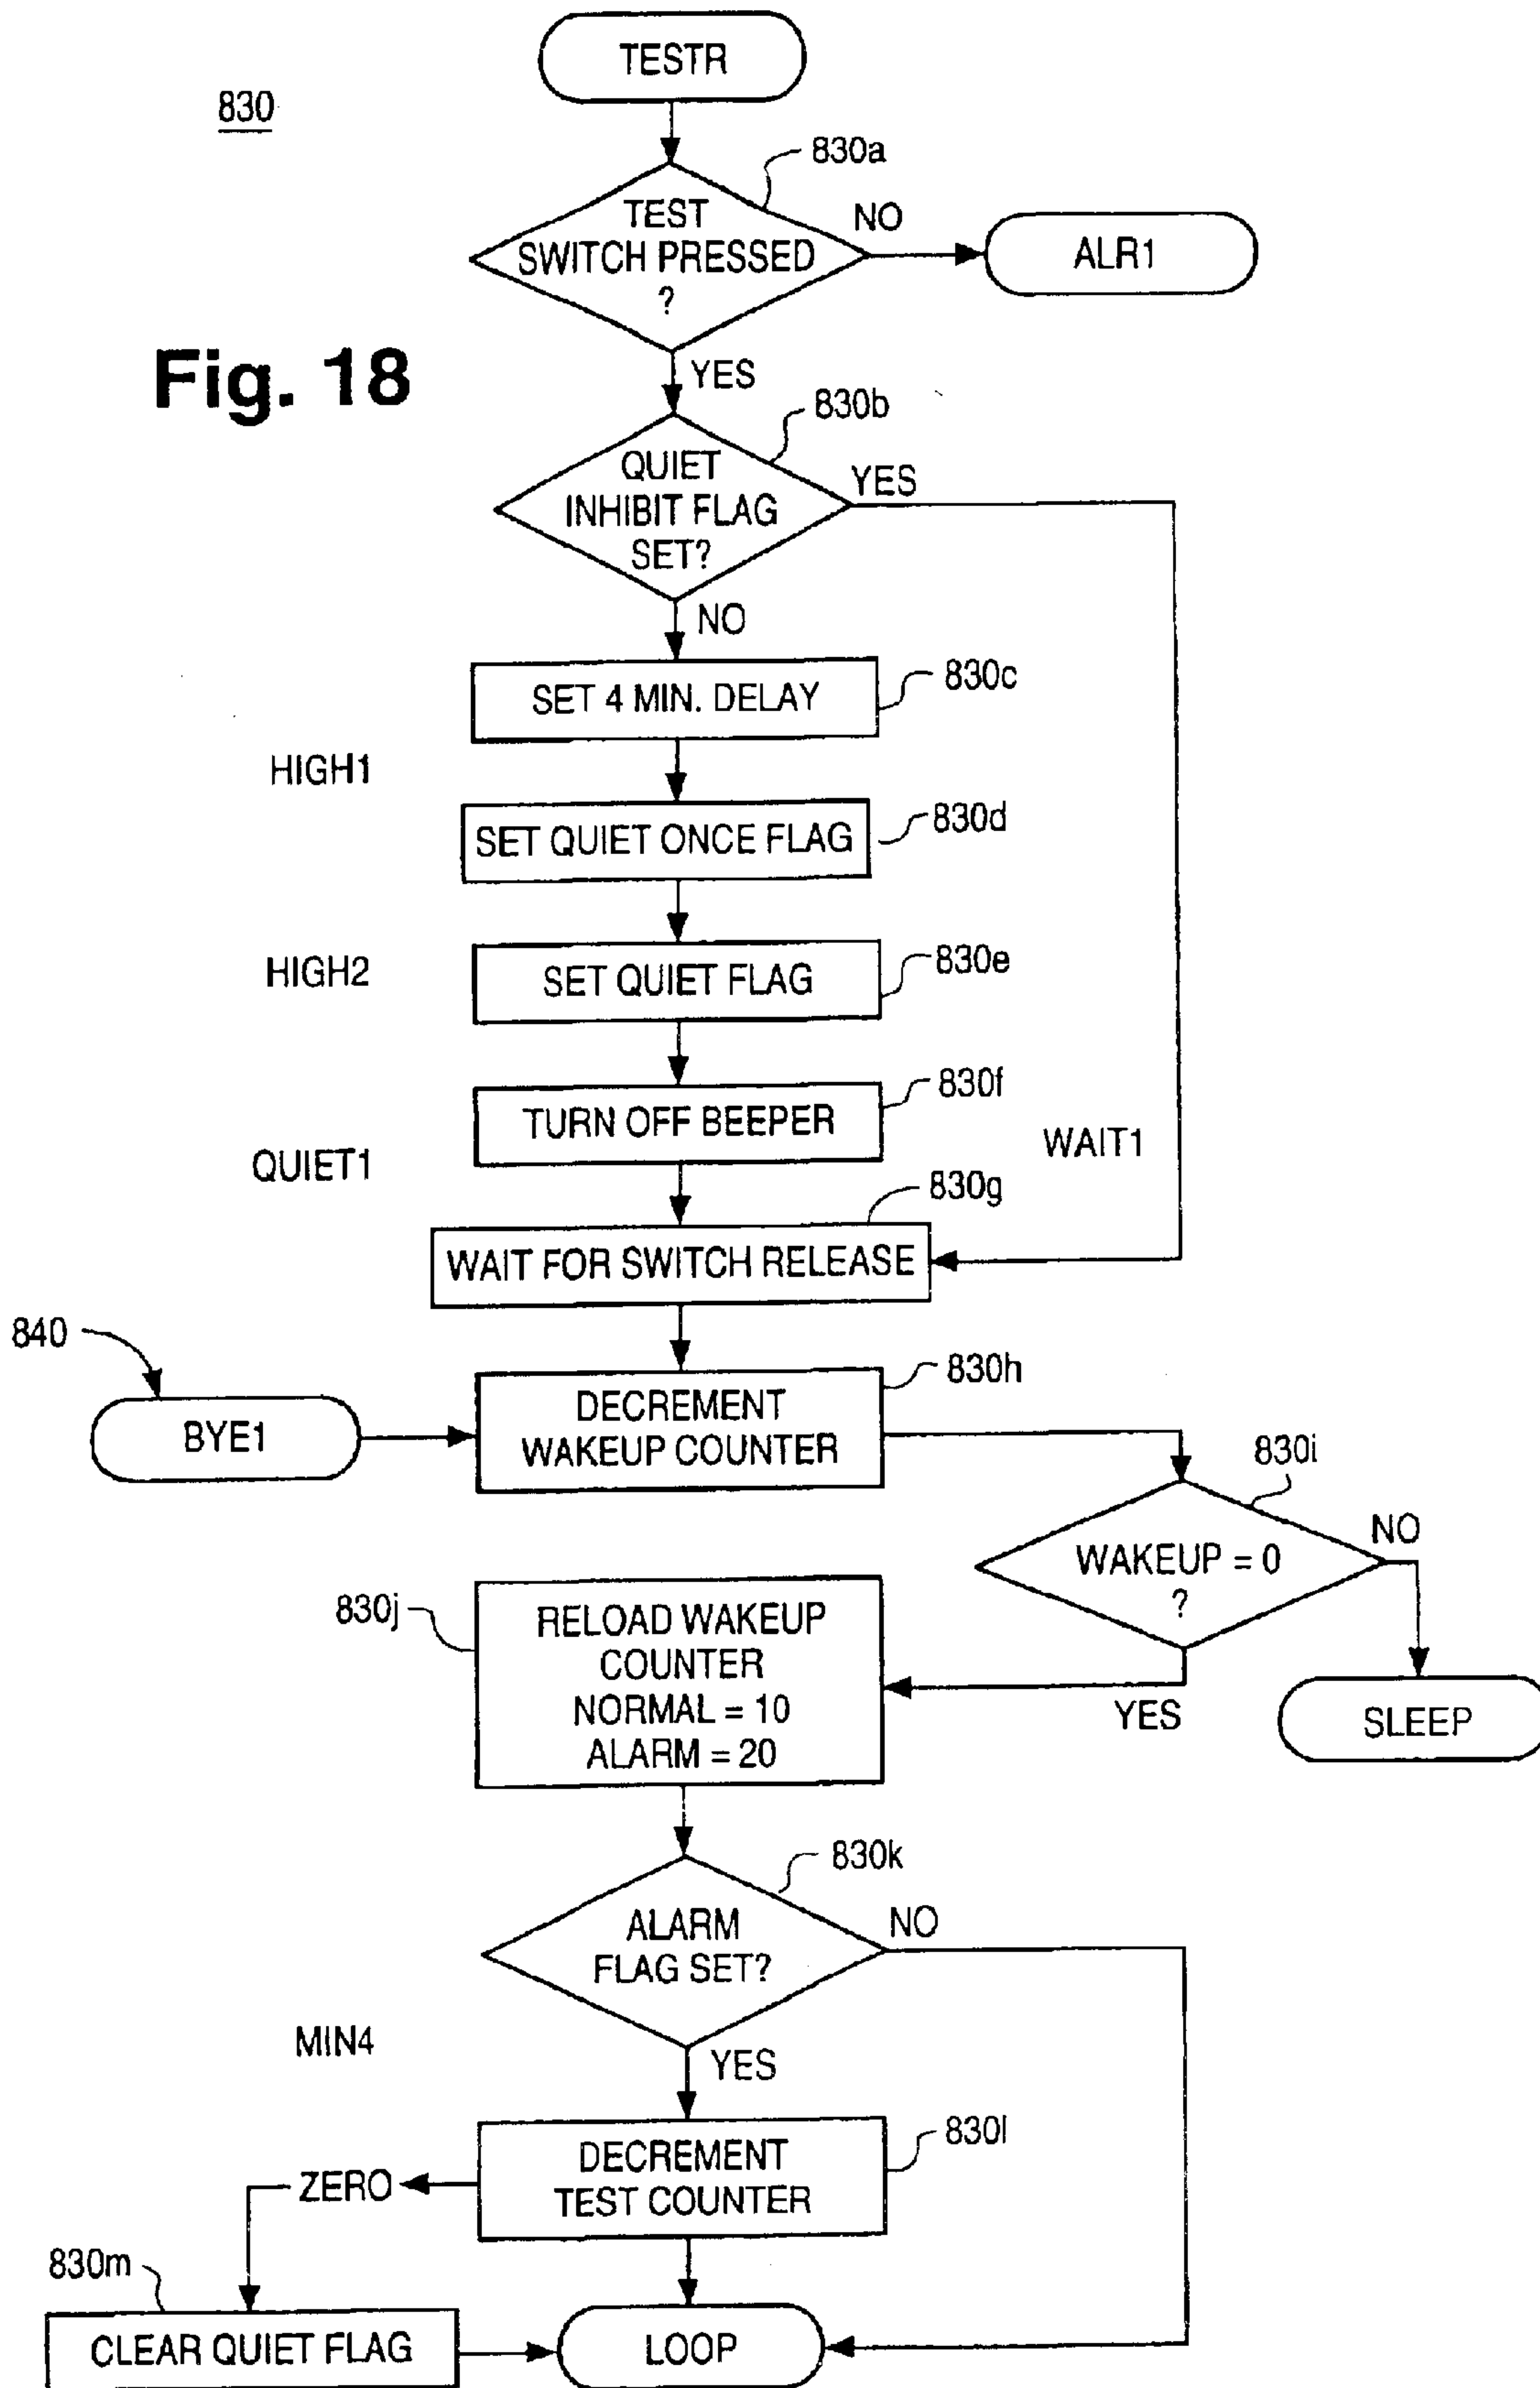 TESTR
830
830a
TEST
SWITCH PRESSED
?
NO
ALR1
Fig. 18
YES
830b
QUIET
INHIBIT FLAG
SET?
YES
NO
SET 4 MIN. DELAY
830c
HIGH1
SET QUIET ONCE FLAG
830d
HIGH2
SET QUIET FLAG
830e
TURN OFF BEEPER
830f
QUIET1
WAIT1
830g
WAIT FOR SWITCH RELEASE
840
BYE1
DECREMENT
WAKEUP COUNTER
830h
830i
WAKEUP = 0
?
NO
YES
SLEEP
830j
RELOAD WAKEUP
COUNTER
NORMAL = 10
ALARM = 20
830k
ALARM
FLAG SET?
NO
MIN4
YES
DECREMENT
TEST COUNTER
830l
ZERO
830m
CLEAR QUIET FLAG
LOOP